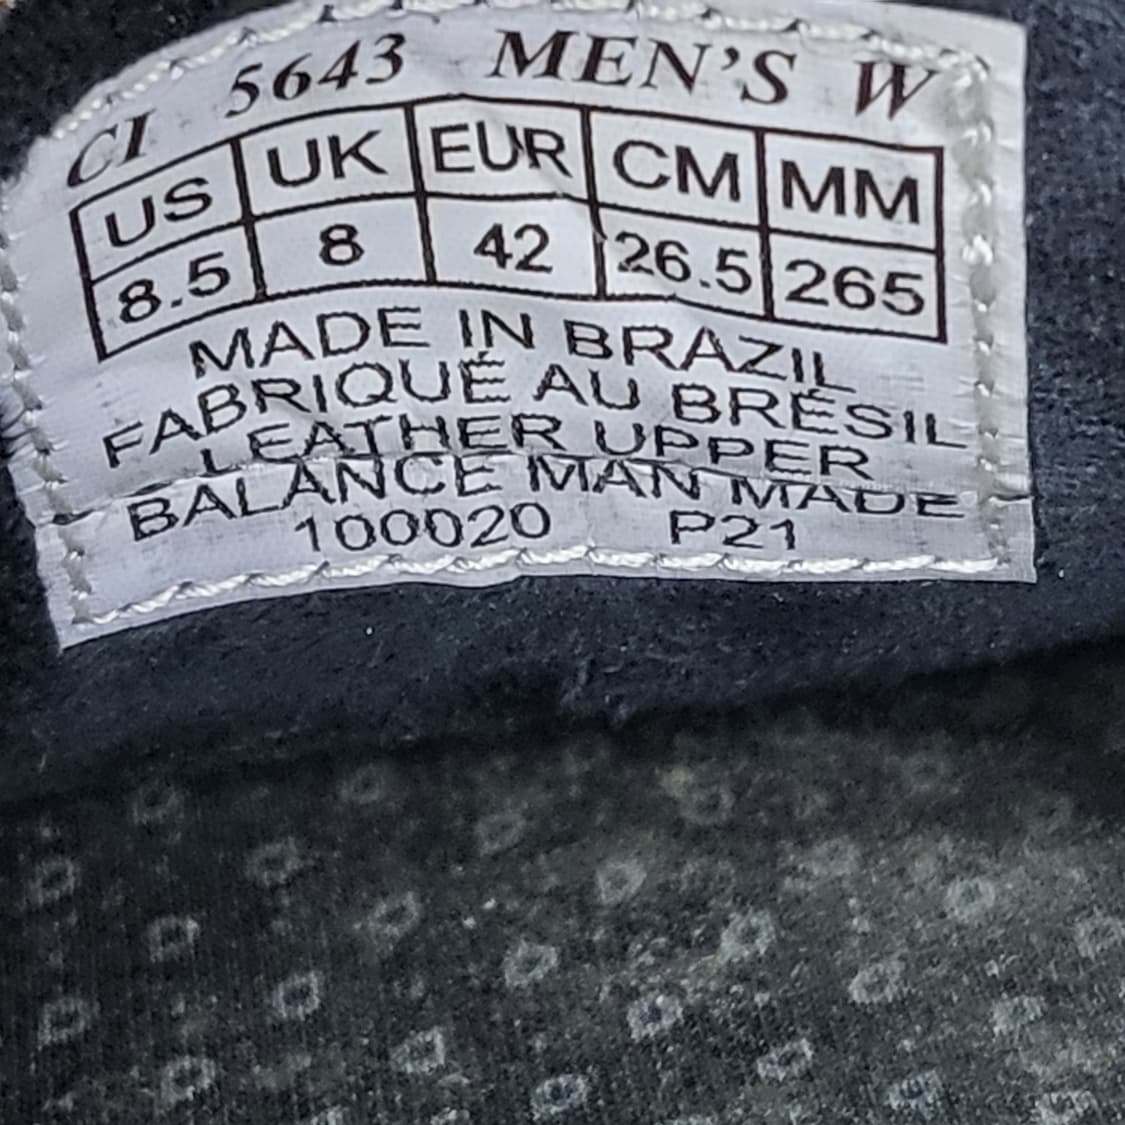 CI 5643 MEN'S W
US UK EUR CM MM
8.5 8 42 26.5 265
MADE IN BRAZIL
FABRIQUÉ AU BRÉSIL
LEATHER UPPER
BALANCE MAN MADE
100020 P21